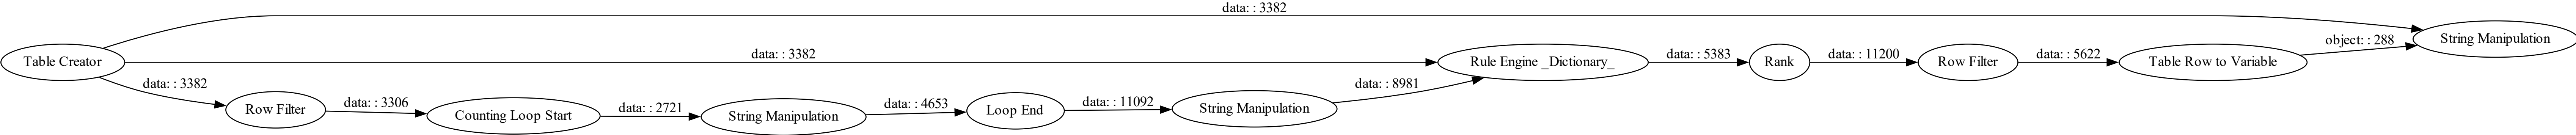 data: : 3382
Table Creator
data: : 3382
data: : 3382
Row Filter
data: : 3306
Counting Loop Start
data: : 2721
String Manipulation
data: : 4653
Loop End
data: : 11092
String Manipulation
data: : 8981
Rule Engine _Dictionary_
data: : 5383
Rank
data: : 11200
Row Filter
data: : 5622
Table Row to Variable
object: : 288
String Manipulation